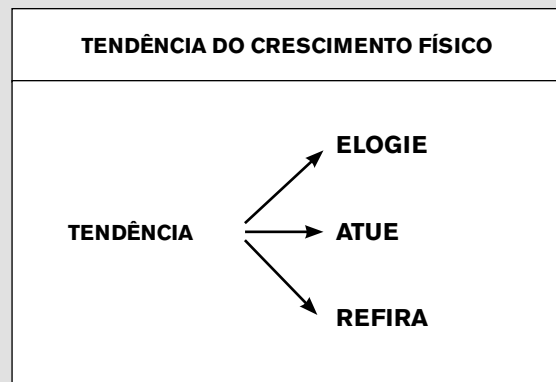 TENDÊNCIA DO CRESCIMENTO FÍSICO
ELOGIE
TENDÊNCIA
ATUE
REFIRA